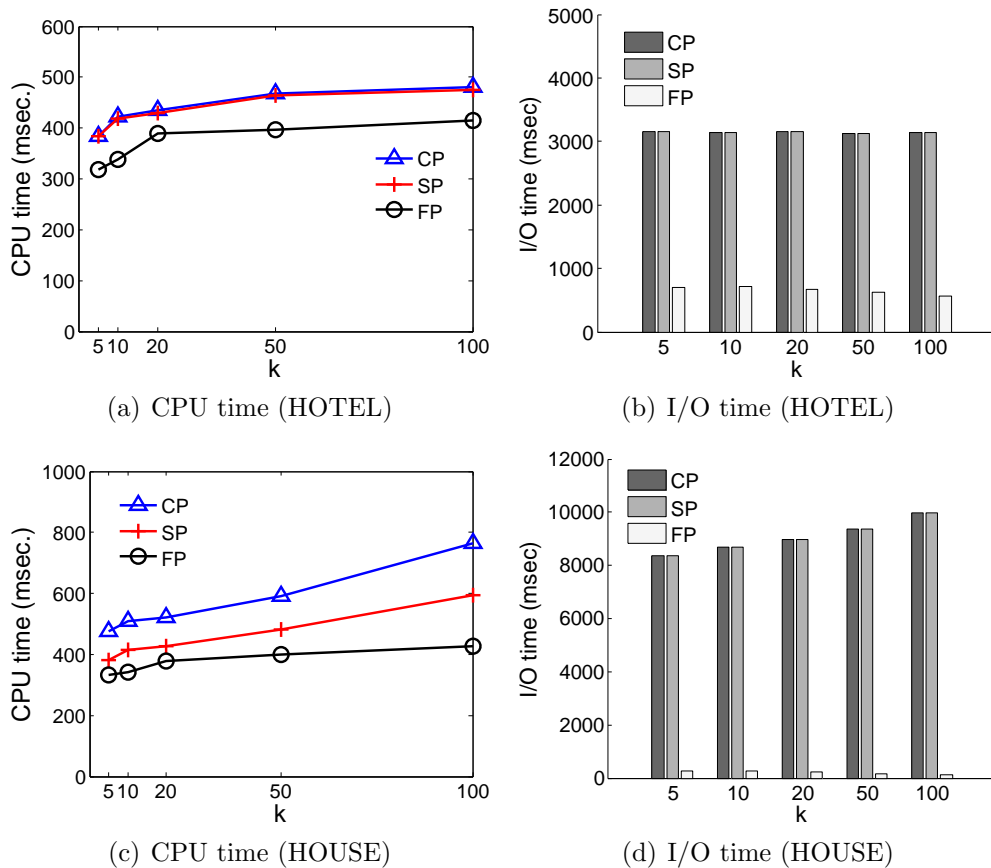 600
500
400
300
200
100
0
CPU time (msec.)
CP
SP
FP
5 10 20 50 100
k
(a) CPU time (HOTEL)
5000
4000
3000
2000
1000
0
I/O time (msec)
CP
SP
FP
5 10 20 50 100
k
(b) I/O time (HOTEL)
1000
800
600
400
200
0
CPU time (msec.)
CP
SP
FP
5 10 20 50 100
k
(c) CPU time (HOUSE)
12000
10000
8000
6000
4000
2000
0
I/O time (msec)
CP
SP
FP
5 10 20 50 100
k
(d) I/O time (HOUSE)